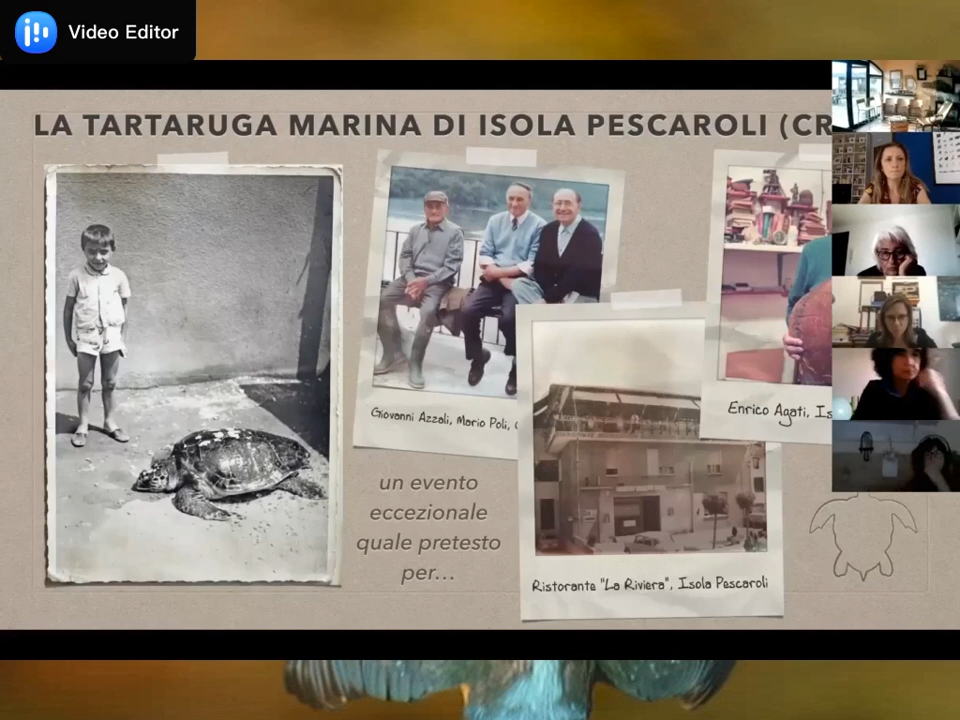 Video Editor
LA TARTARUGA MARINA DI ISOLA PESCAROLI (CR
Giovanni Azzali, Mario Poli,
Enrico Agati, Is
un evento
eccezionale
quale pretesto
per...
Ristorante "La Riviera", Isola Pescaroli